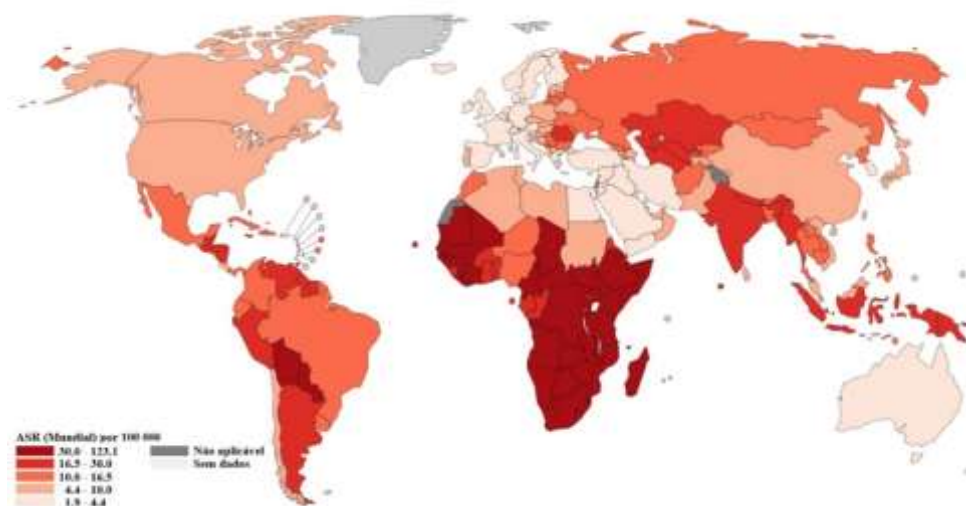 ASR (Mundial) por 100 000
30.0 - 123.1
16.5 - 30.0
10.0 - 16.5
4.4 - 10.0
1.9 - 4.4
Não aplicável
Sem dados